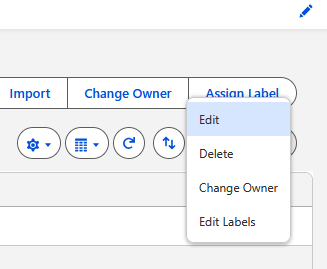 Import
Change Owner
Assign Label
Edit
Delete
Change Owner
Edit Labels